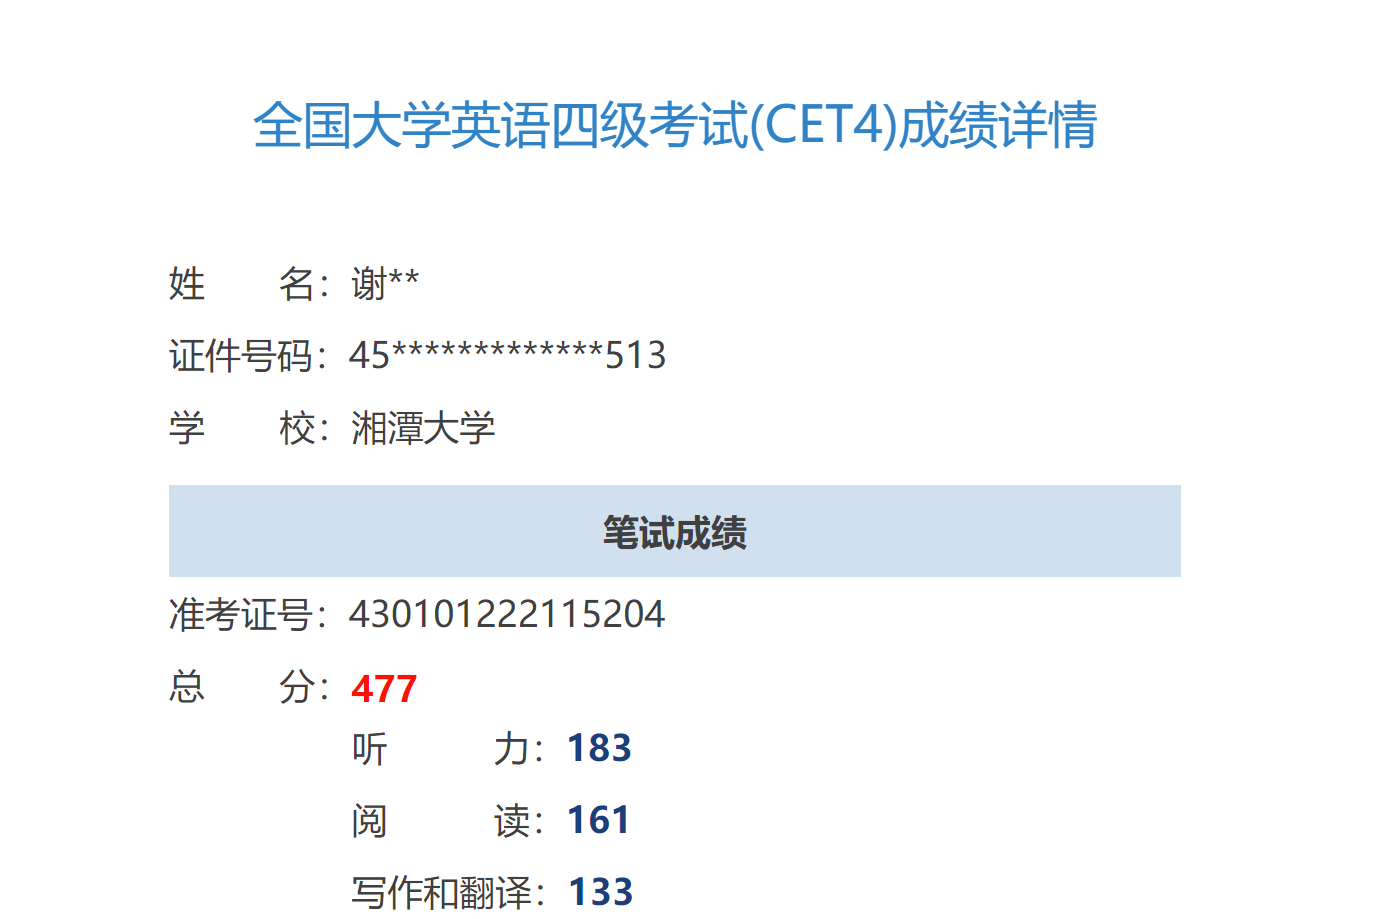 全国大学英语四级考试(CET4)成绩详情
姓 名：谢**
证件号码：45*************513
学 校：湘潭大学
笔试成绩
准考证号：430101222115204
总 分：477
听 力：183
阅 读：161
写作和翻译：133